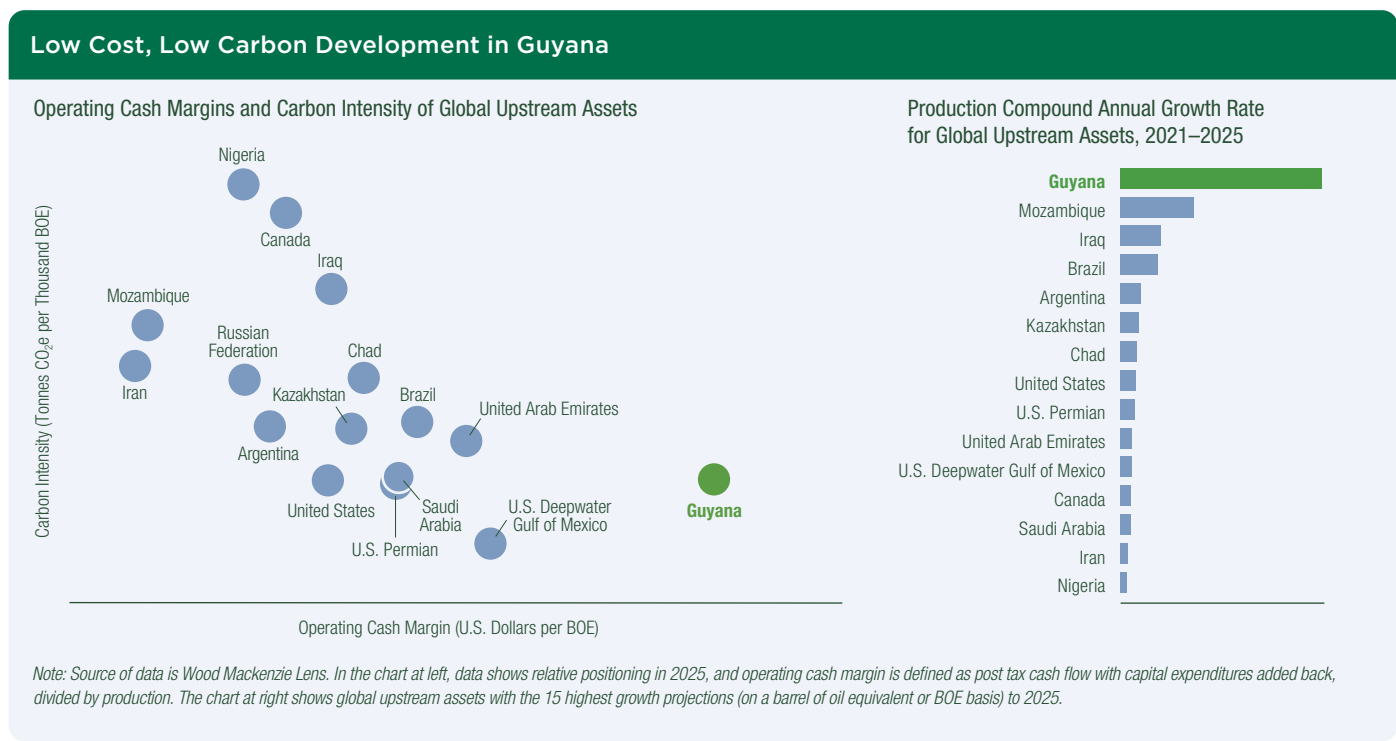 Low Cost, Low Carbon Development in Guyana
Operating Cash Margins and Carbon Intensity of Global Upstream Assets
Carbon Intensity (Tonnes CO₂e per Thousand BOE)
Nigeria
Canada
Iraq
Mozambique
Iran
Russian
Federation
Chad
Kazakhstan
Brazil
United Arab Emirates
Argentina
United States
Saudi
Arabia
U.S. Permian
U.S. Deepwater
Gulf of Mexico
Guyana
Operating Cash Margin (U.S. Dollars per BOE)
Production Compound Annual Growth Rate
for Global Upstream Assets, 2021–2025
Guyana
Mozambique
Iraq
Brazil
Argentina
Kazakhstan
Chad
United States
U.S. Permian
United Arab Emirates
U.S. Deepwater Gulf of Mexico
Canada
Saudi Arabia
Iran
Nigeria
Note: Source of data is Wood Mackenzie Lens. In the chart at left, data shows relative positioning in 2025, and operating cash margin is defined as post tax cash flow with capital expenditures added back,
divided by production. The chart at right shows global upstream assets with the 15 highest growth projections (on a barrel of oil equivalent or BOE basis) to 2025.